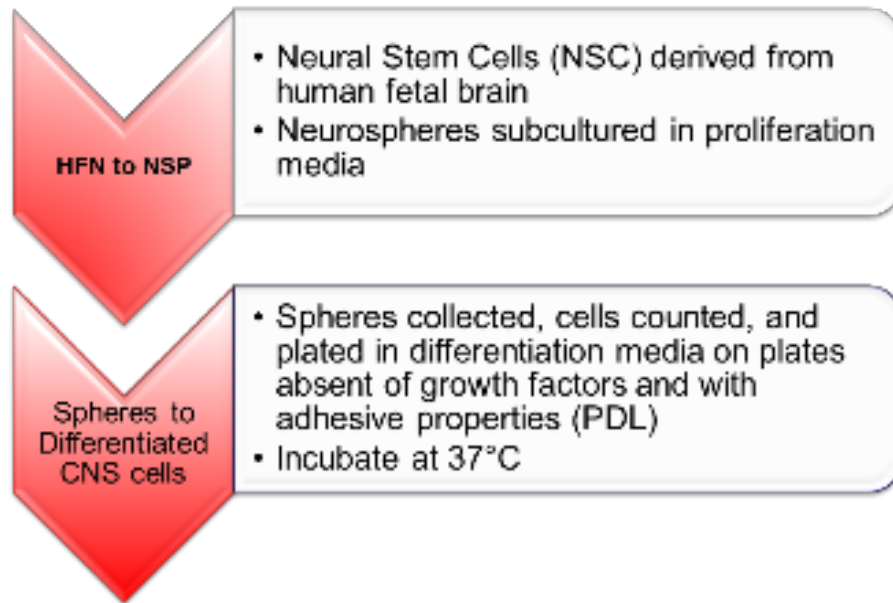 HFN to NSP
• Neural Stem Cells (NSC) derived from
human fetal brain
• Neurospheres subcultured in proliferation
media
Spheres to
Differentiated
CNS cells
• Spheres collected, cells counted, and
plated in differentiation media on plates
absent of growth factors and with
adhesive properties (PDL)
• Incubate at 37°C